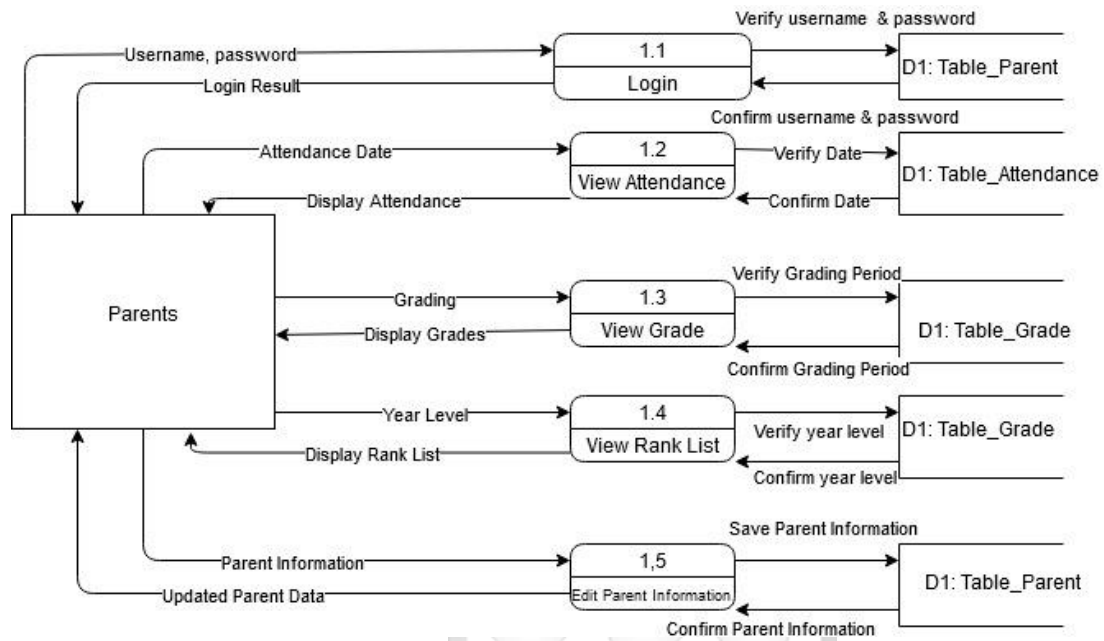 Verify username & password
Username, password
1.1
Login
D1: Table_Parent
Login Result
Confirm username & password
Attendance Date
1.2
View Attendance
Verify Date
D1: Table_Attendance
Display Attendance
Confirm Date
Parents
Verify Grading Period
Grading
1.3
View Grade
D1: Table_Grade
Display Grades
Confirm Grading Period
Year Level
1.4
View Rank List
Verify year level
D1: Table_Grade
Display Rank List
Confirm year level
Save Parent Information
Parent Information
1,5
Edit Parent Information
D1: Table_Parent
Updated Parent Data
Confirm Parent Information